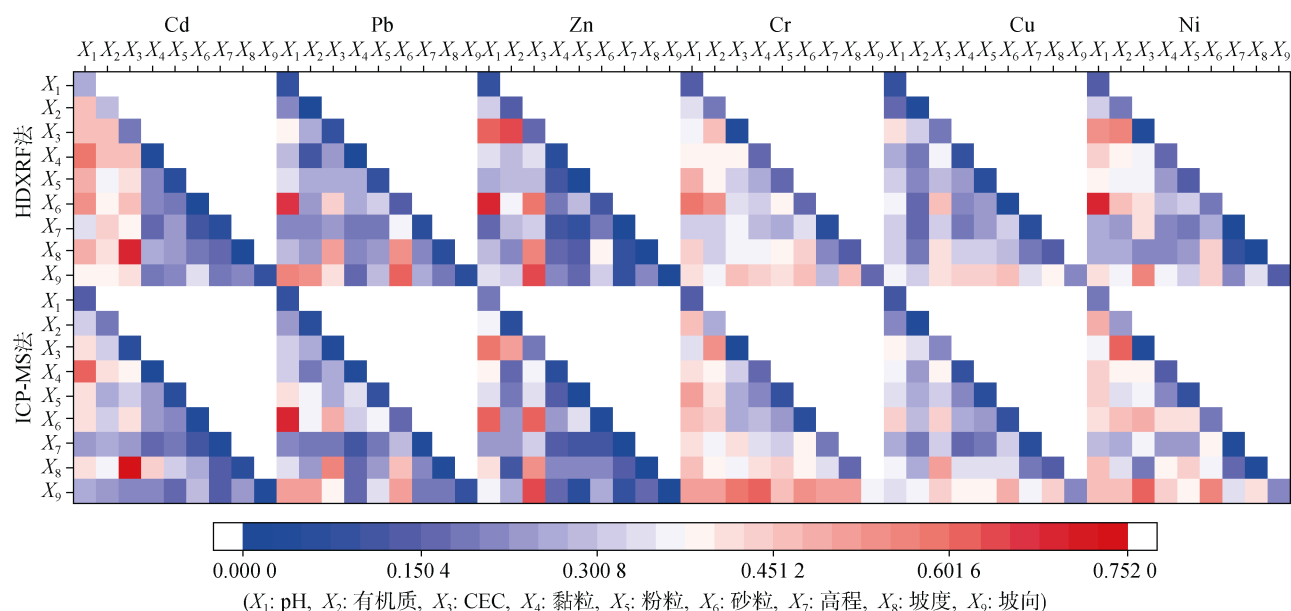 Cd Pb Zn Cr Cu Ni
X₁ X₂ X₃ X₄ X₅ X₆ X₇ X₈ X₉ X₁ X₂ X₃ X₄ X₅ X₆ X₇ X₈ X₉ X₁ X₂ X₃ X₄ X₅ X₆ X₇ X₈ X₉ X₁ X₂ X₃ X₄ X₅ X₆ X₇ X₈ X₉ X₁ X₂ X₃ X₄ X₅ X₆ X₇ X₈ X₉ X₁ X₂ X₃ X₄ X₅ X₆ X₇ X₈ X₉
HDXRF法
X₁
X₂
X₃
X₄
X₅
X₆
X₇
X₈
X₉
ICP-MS法
X₁
X₂
X₃
X₄
X₅
X₆
X₇
X₈
X₉
0.000 0 0.150 4 0.300 8 0.451 2 0.601 6 0.752 0
(X₁: pH, X₂: 有机质, X₃: CEC, X₄: 黏粒, X₅: 粉粒, X₆: 砂粒, X₇: 高程, X₈: 坡度, X₉: 坡向)